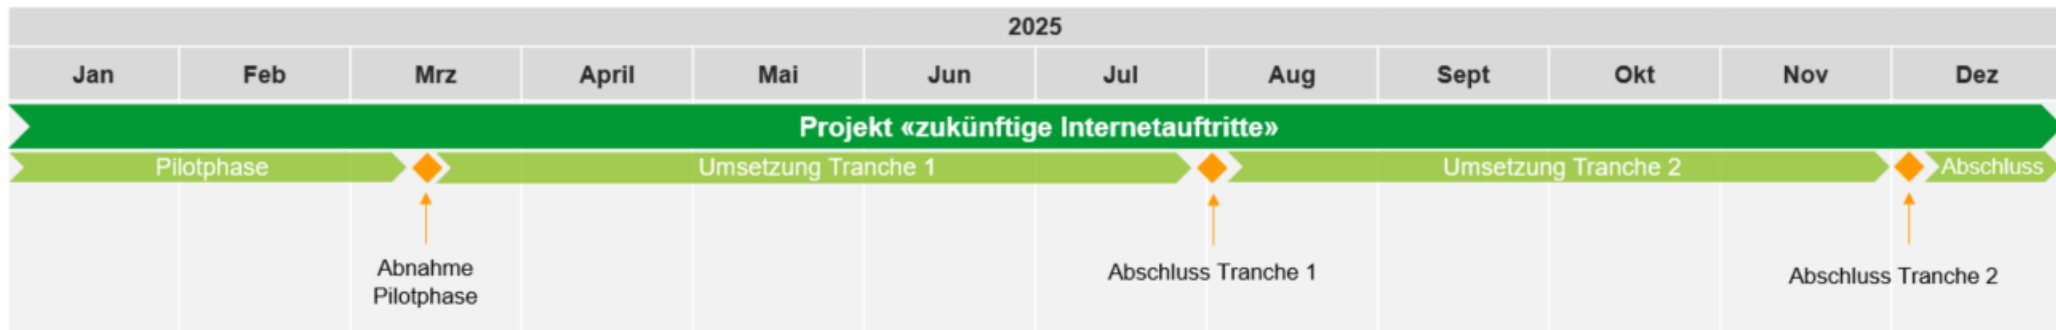 2025
Jan Feb Mrz April Mai Jun Jul Aug Sept Okt Nov Dez
Projekt «zukünftige Internetauftritte»
Pilotphase Umsetzung Tranche 1 Umsetzung Tranche 2 Abschluss
Abnahme
Pilotphase
Abschluss Tranche 1
Abschluss Tranche 2